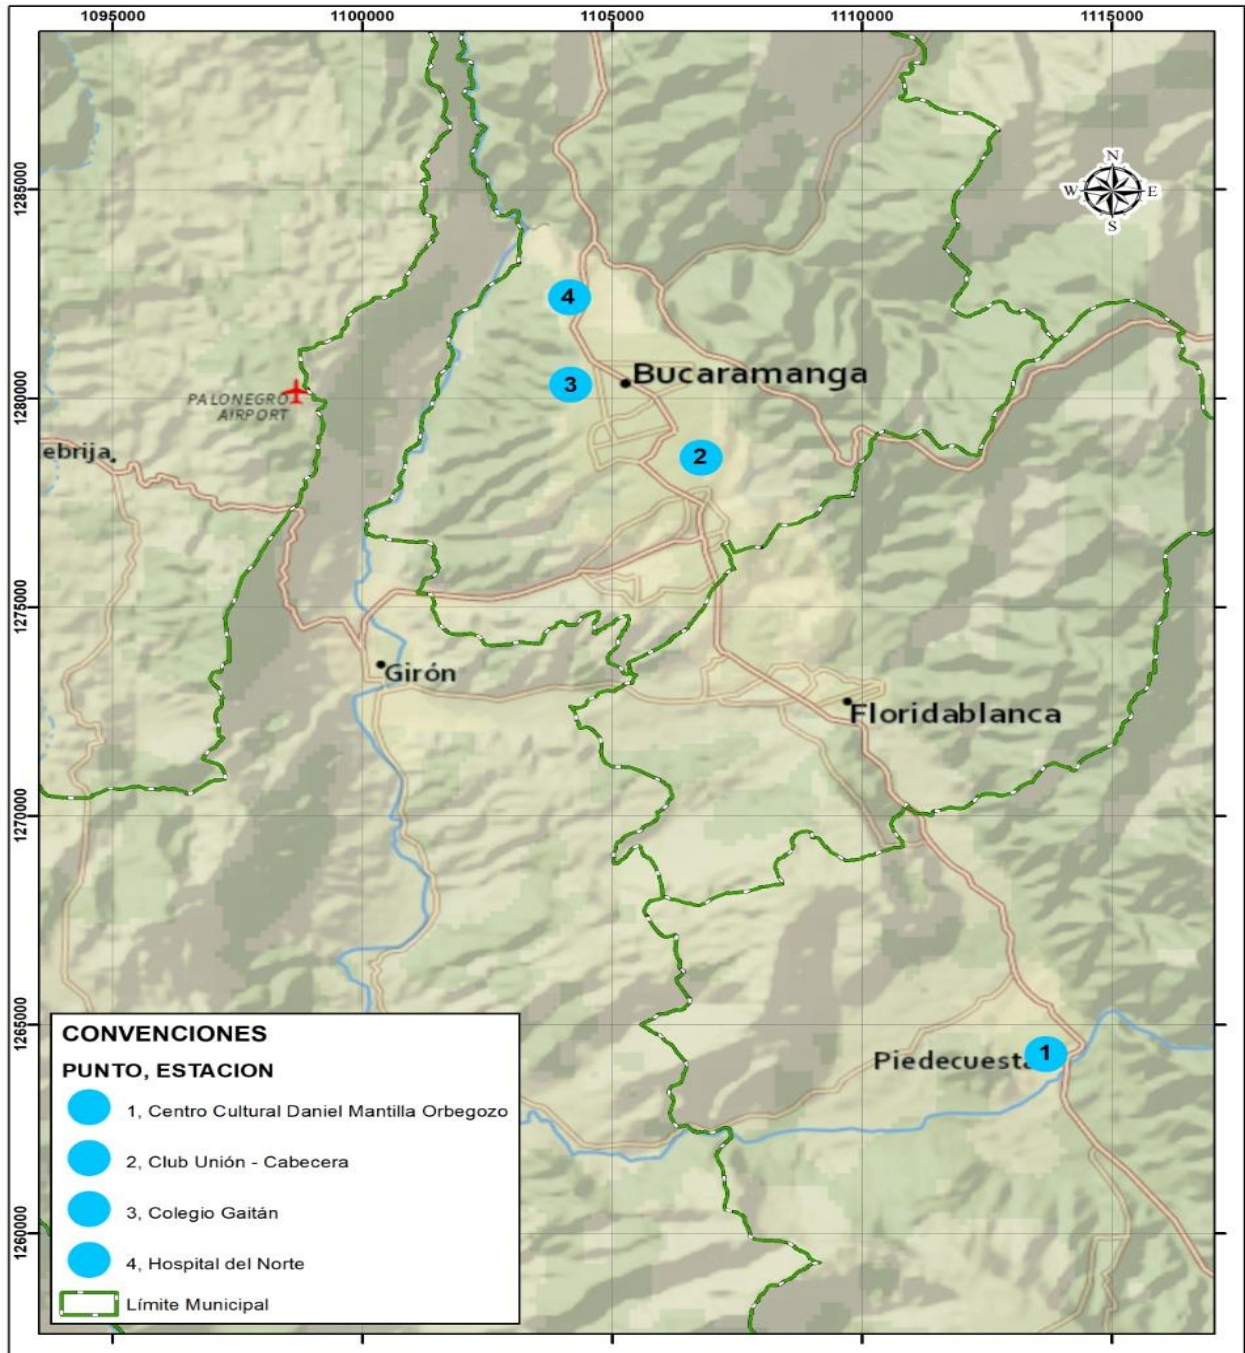 1095000 1100000 1105000 1110000 1115000
1285000
N
W E
S
4
3
Bucaramanga
1280000
PALONEGRO
AIRPORT
ebrija
2
1275000
Girón
Floridablanca
1270000
1265000
Piedecuesta
1
1260000
CONVENCIONES
PUNTO, ESTACION
1, Centro Cultural Daniel Mantilla Orbegozo
2, Club Unión - Cabecera
3, Colegio Gaitán
4, Hospital del Norte
Límite Municipal